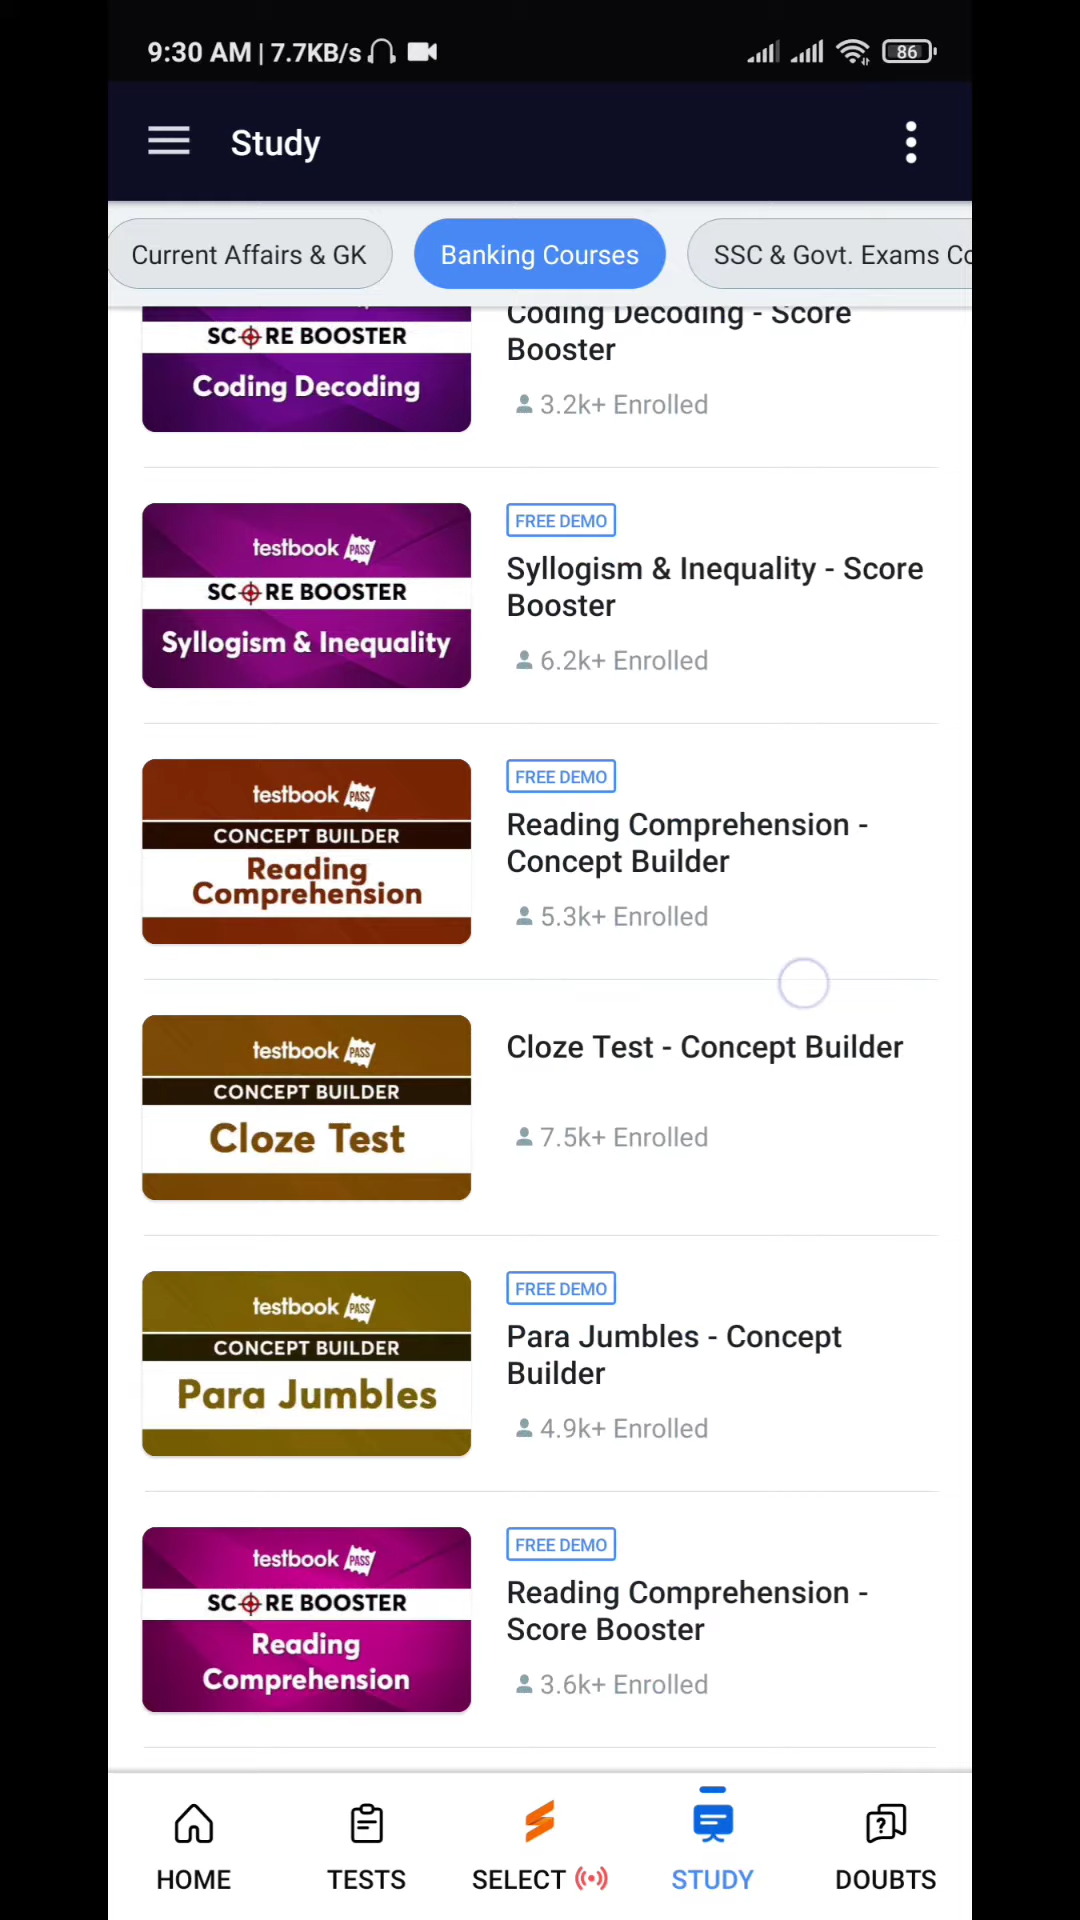 9:30 AM | 7.7KB/s
86
Study
Current Affairs & GK
Banking Courses
SSC & Govt. Exams Co
SCORE BOOSTER
Coding Decoding
Coding Decoding - Score
Booster
3.2k+ Enrolled
testbook PASS
SCORE BOOSTER
Syllogism & Inequality
FREE DEMO
Syllogism & Inequality - Score
Booster
6.2k+ Enrolled
testbook PASS
CONCEPT BUILDER
Reading
Comprehension
FREE DEMO
Reading Comprehension -
Concept Builder
5.3k+ Enrolled
testbook PASS
CONCEPT BUILDER
Cloze Test
Cloze Test - Concept Builder
7.5k+ Enrolled
testbook PASS
CONCEPT BUILDER
Para Jumbles
FREE DEMO
Para Jumbles - Concept
Builder
4.9k+ Enrolled
testbook PASS
SCORE BOOSTER
Reading
Comprehension
FREE DEMO
Reading Comprehension -
Score Booster
3.6k+ Enrolled
HOME
TESTS
SELECT
STUDY
DOUBTS